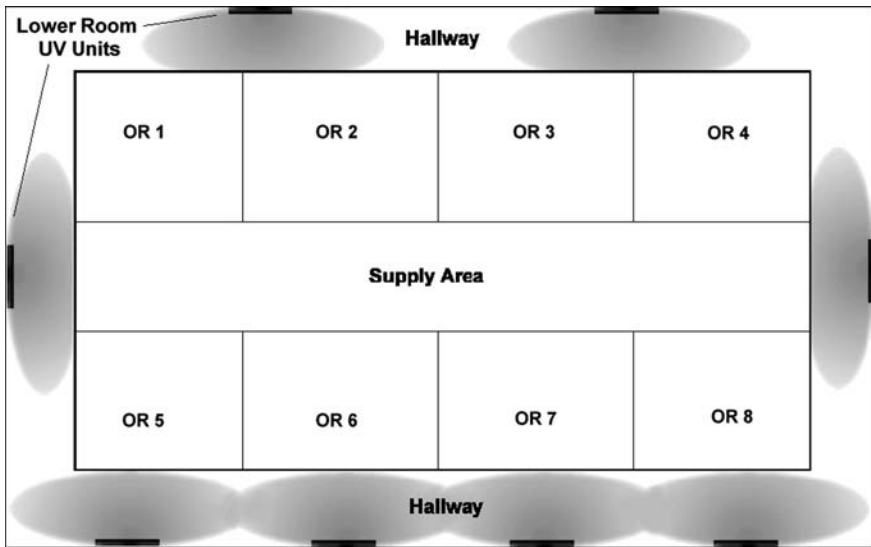 Lower Room
UV Units
Hallway
OR 1
OR 2
OR 3
OR 4
Supply Area
OR 5
OR 6
OR 7
OR 8
Hallway